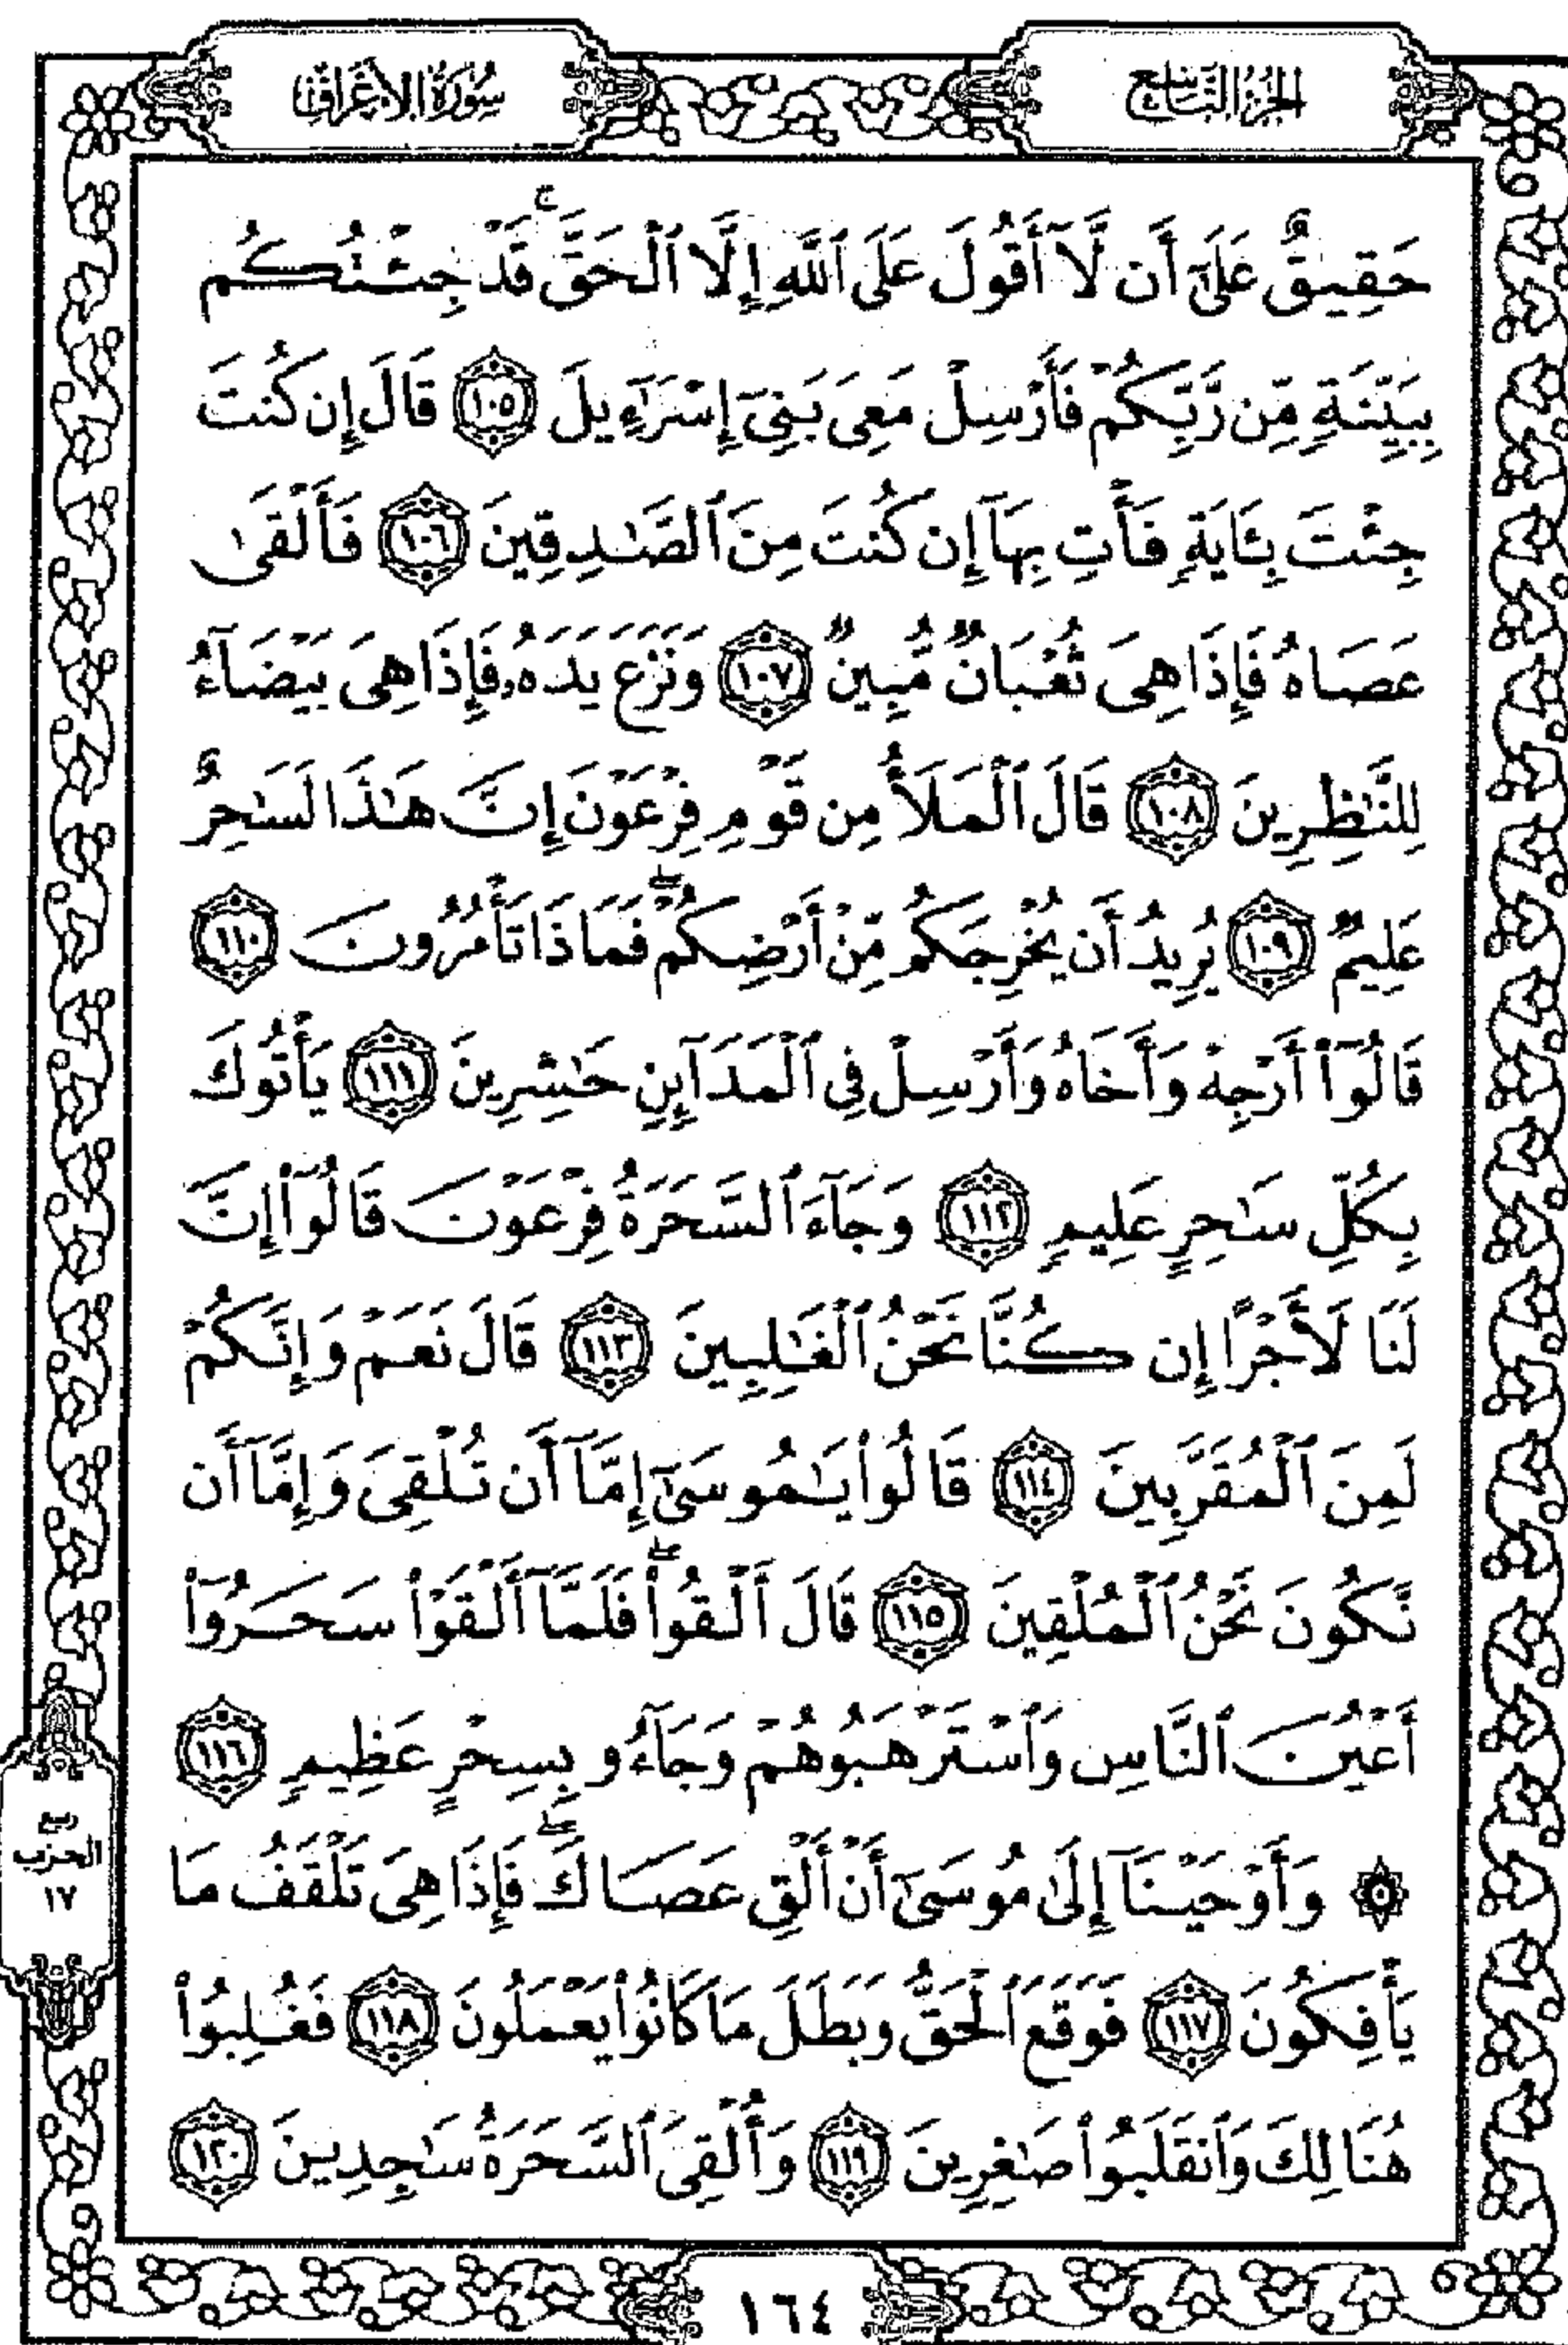 الجزء التاسع
سورة الأعراف
حَقِيقٌ عَلَىٰٓ أَن لَّآ أَقُولَ عَلَى ٱللَّهِ إِلَّا ٱلْحَقَّ ۚ قَدْ جِئْتُكُم
بِبَيِّنَةٍ مِّن رَّبِّكُمْ فَأَرْسِلْ مَعِىَ بَنِىٓ إِسْرَٰٓءِيلَ ١٠٥ قَالَ إِن كُنتَ
جِئْتَ بِـَٔايَةٍ فَأْتِ بِهَآ إِن كُنتَ مِنَ ٱلصَّـٰدِقِينَ ١٠٦ فَأَلْقَىٰ
عَصَاهُ فَإِذَا هِىَ ثُعْبَانٌ مُّبِينٌ ١٠٧ وَنَزَعَ يَدَهُۥ فَإِذَا هِىَ بَيْضَآءُ
لِلنَّـٰظِرِينَ ١٠٨ قَالَ ٱلْمَلَأُ مِن قَوْمِ فِرْعَوْنَ إِنَّ هَـٰذَا لَسَـٰحِرٌ
عَلِيمٌ ١٠٩ يُرِيدُ أَن يُخْرِجَكُم مِّنْ أَرْضِكُمْ ۖ فَمَاذَا تَأْمُرُونَ ١١٠
قَالُوٓا۟ أَرْجِهْ وَأَخَاهُ وَأَرْسِلْ فِى ٱلْمَدَآئِنِ حَـٰشِرِينَ ١١١ يَأْتُوكَ
بِكُلِّ سَـٰحِرٍ عَلِيمٍ ١١٢ وَجَآءَ ٱلسَّحَرَةُ فِرْعَوْنَ قَالُوٓا۟ إِنَّ
لَنَا لَأَجْرًا إِن كُنَّا نَحْنُ ٱلْغَـٰلِبِينَ ١١٣ قَالَ نَعَمْ وَإِنَّكُمْ
لَمِنَ ٱلْمُقَرَّبِينَ ١١٤ قَالُوا۟ يَـٰمُوسَىٰٓ إِمَّآ أَن تُلْقِىَ وَإِمَّآ أَن
نَّكُونَ نَحْنُ ٱلْمُلْقِينَ ١١٥ قَالَ أَلْقُوا۟ ۖ فَلَمَّآ أَلْقَوْا۟ سَحَرُوٓا۟
أَعْيُنَ ٱلنَّاسِ وَٱسْتَرْهَبُوهُمْ وَجَآءُو بِسِحْرٍ عَظِيمٍ ١١٦
۞ وَأَوْحَيْنَآ إِلَىٰ مُوسَىٰٓ أَنْ أَلْقِ عَصَاكَ ۖ فَإِذَا هِىَ تَلْقَفُ مَا
يَأْفِكُونَ ١١٧ فَوَقَعَ ٱلْحَقُّ وَبَطَلَ مَا كَانُوا۟ يَعْمَلُونَ ١١٨ فَغُلِبُوا۟
هُنَالِكَ وَٱنقَلَبُوا۟ صَـٰغِرِينَ ١١٩ وَأُلْقِىَ ٱلسَّحَرَةُ سَـٰجِدِينَ ١٢٠
ربع
الحزب
١٧
١٦٤